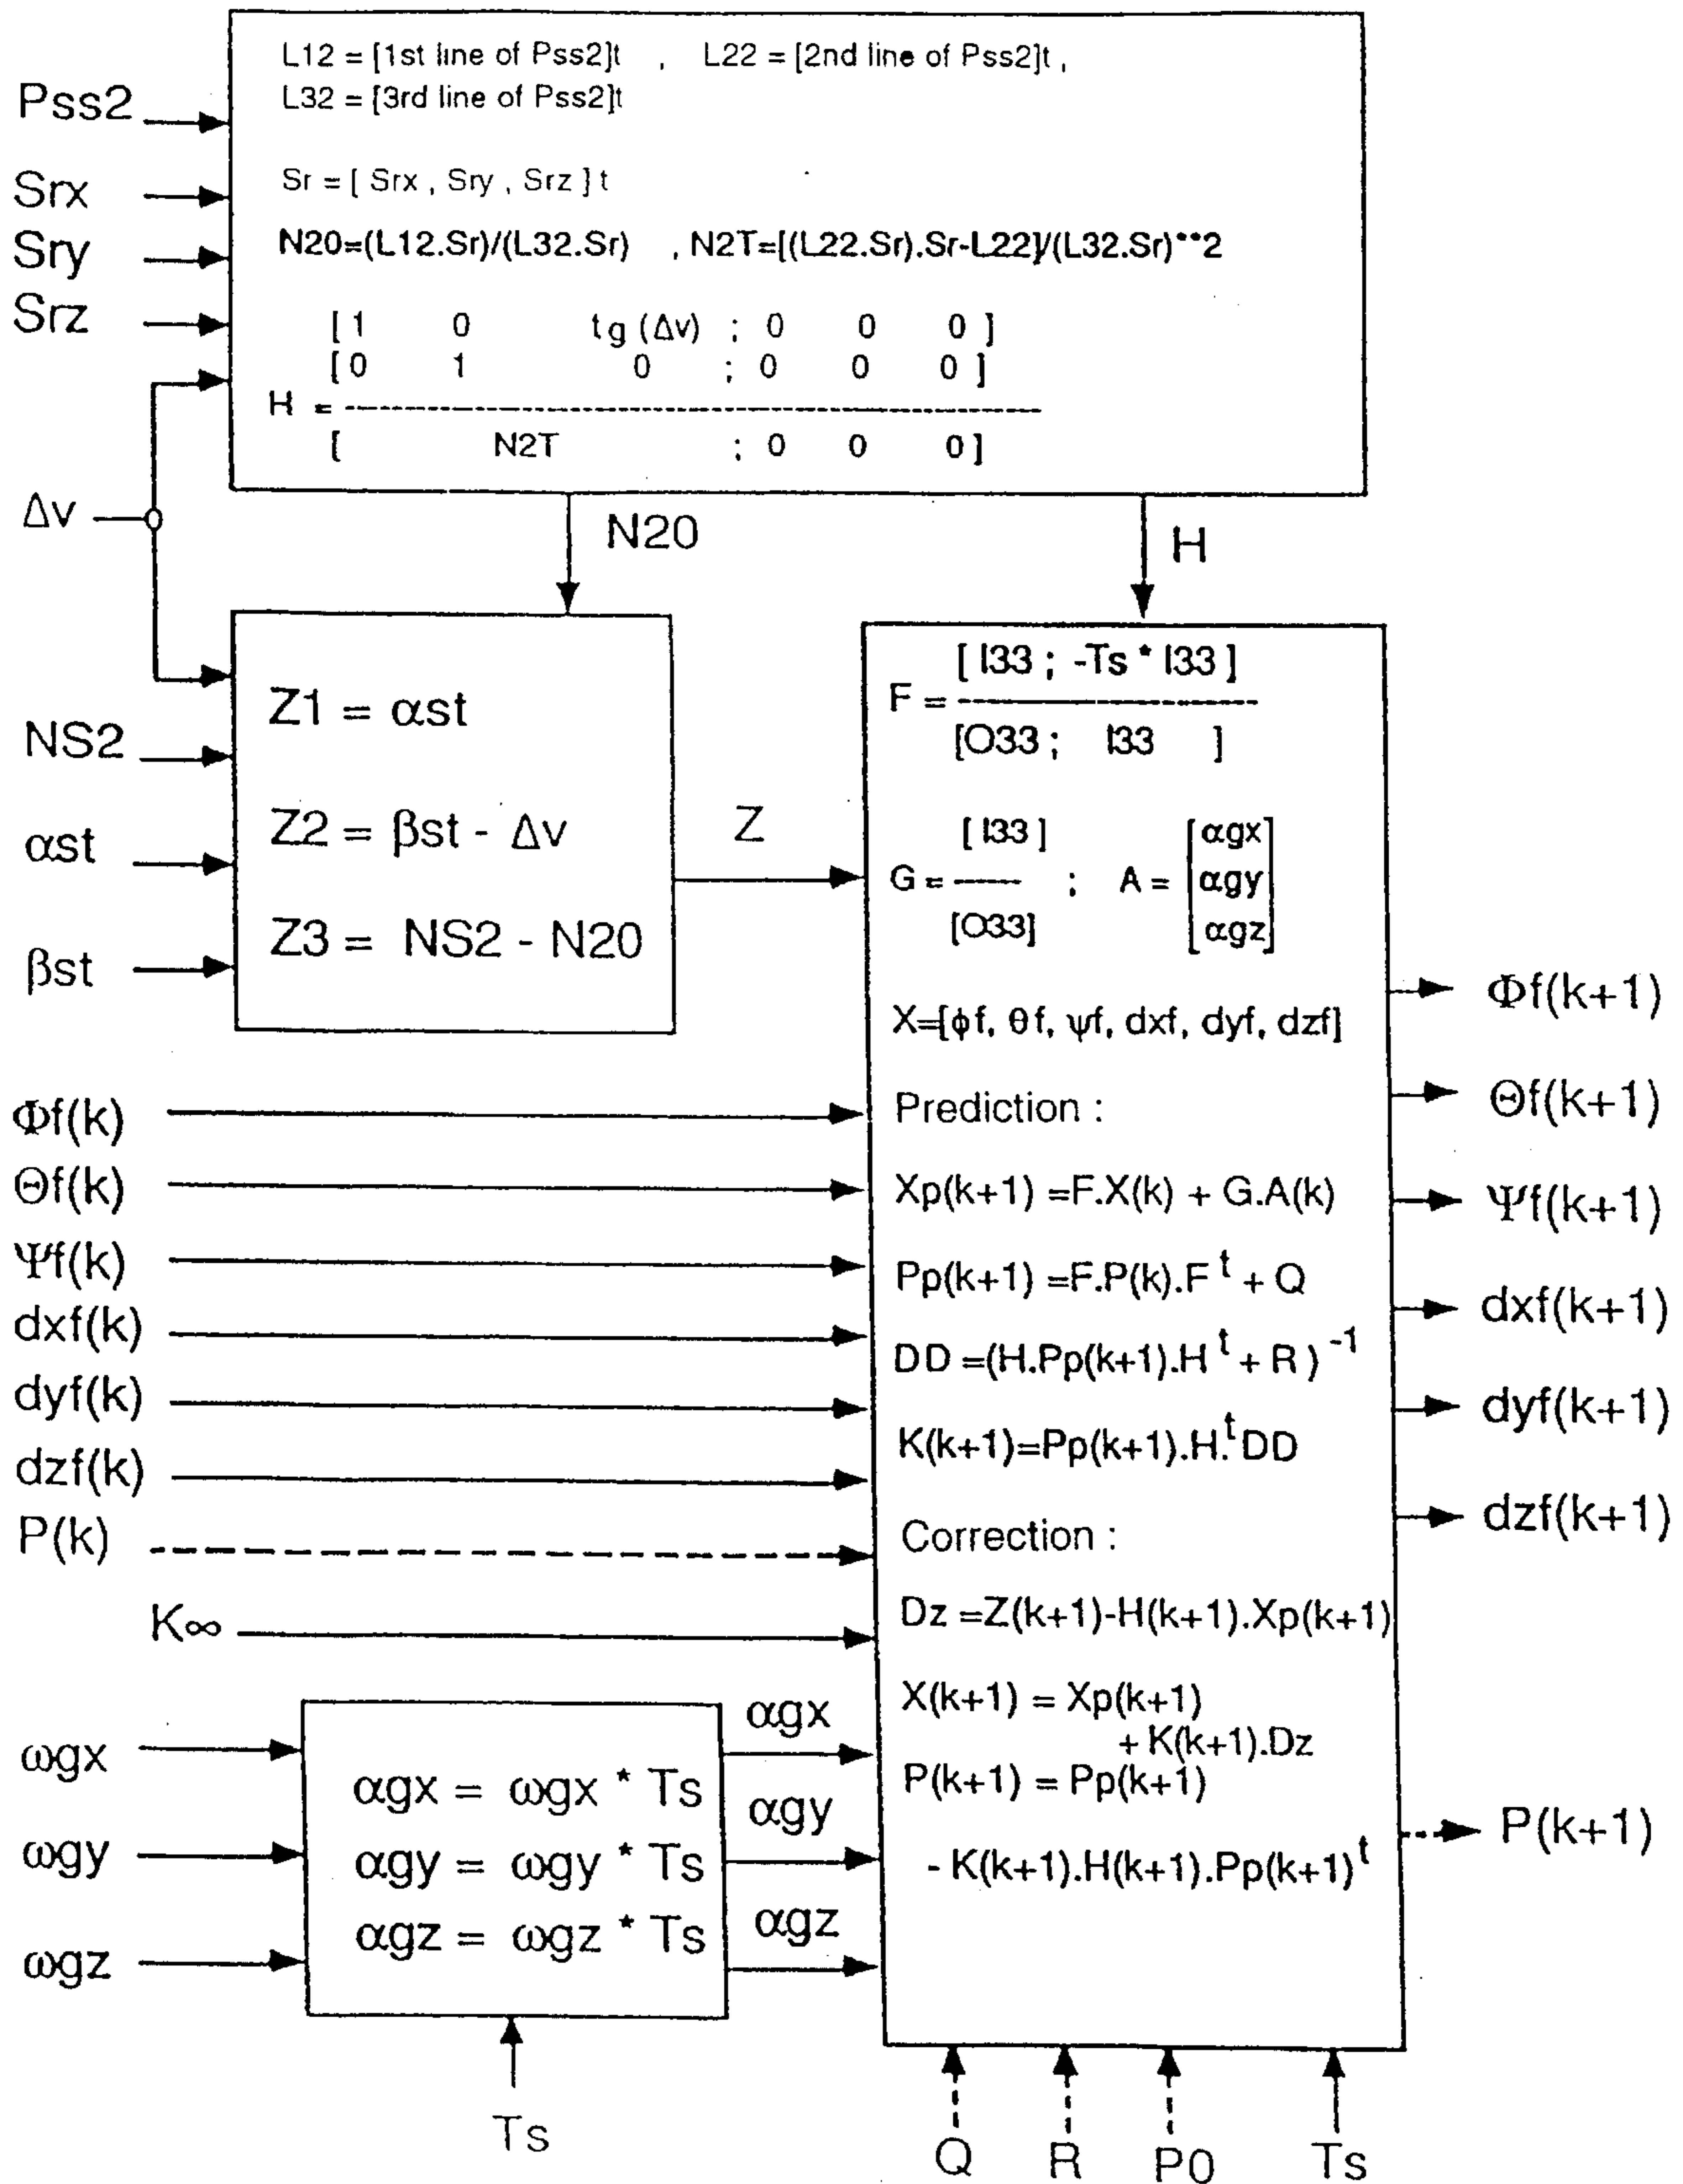 L12 = [1st line of Pss2]t , L22 = [2nd line of Pss2]t ,
L32 = [3rd line of Pss2]t
Sr = [ Srx , Sry , Srz ] t
N20=(L12.Sr)/(L32.Sr) , N2T=[(L22.Sr).Sr-L22]/(L32.Sr)**2
[ 1 0 tg (Δv) ; 0 0 0 ]
[ 0 1 0 ; 0 0 0 ]
H = ------------------------------
[ N2T ; 0 0 0 ]
Pss2
Srx
Sry
Srz
Δv
N20
H
NS2
αst
βst
Z1 = αst
Z2 = βst - Δv
Z3 = NS2 - N20
Z
[ I33 ; -Ts * I33 ]
F = --------------------
[O33 ; I33 ]
[ I33 ]
G = ------ ; A =
[O33]
αgx
αgy
αgz
X=[ϕf, θf, ψf, dxf, dyf, dzf]
Prediction :
Xp(k+1) =F.X(k) + G.A(k)
Pp(k+1) =F.P(k).F t + Q
DD =(H.Pp(k+1).H t + R ) -1
K(k+1)=Pp(k+1).H.t DD
Correction :
Dz =Z(k+1)-H(k+1).Xp(k+1)
X(k+1) = Xp(k+1)
+ K(k+1).Dz
P(k+1) = Pp(k+1)
- K(k+1).H(k+1).Pp(k+1)t
Φf(k)
Θf(k)
Ψf(k)
dxf(k)
dyf(k)
dzf(k)
P(k)
K∞
ωgx
ωgy
ωgz
αgx = ωgx * Ts
αgy = ωgy * Ts
αgz = ωgz * Ts
αgx
αgy
αgz
Ts
Φf(k+1)
Θf(k+1)
Ψf(k+1)
dxf(k+1)
dyf(k+1)
dzf(k+1)
P(k+1)
Q
R
P0
Ts